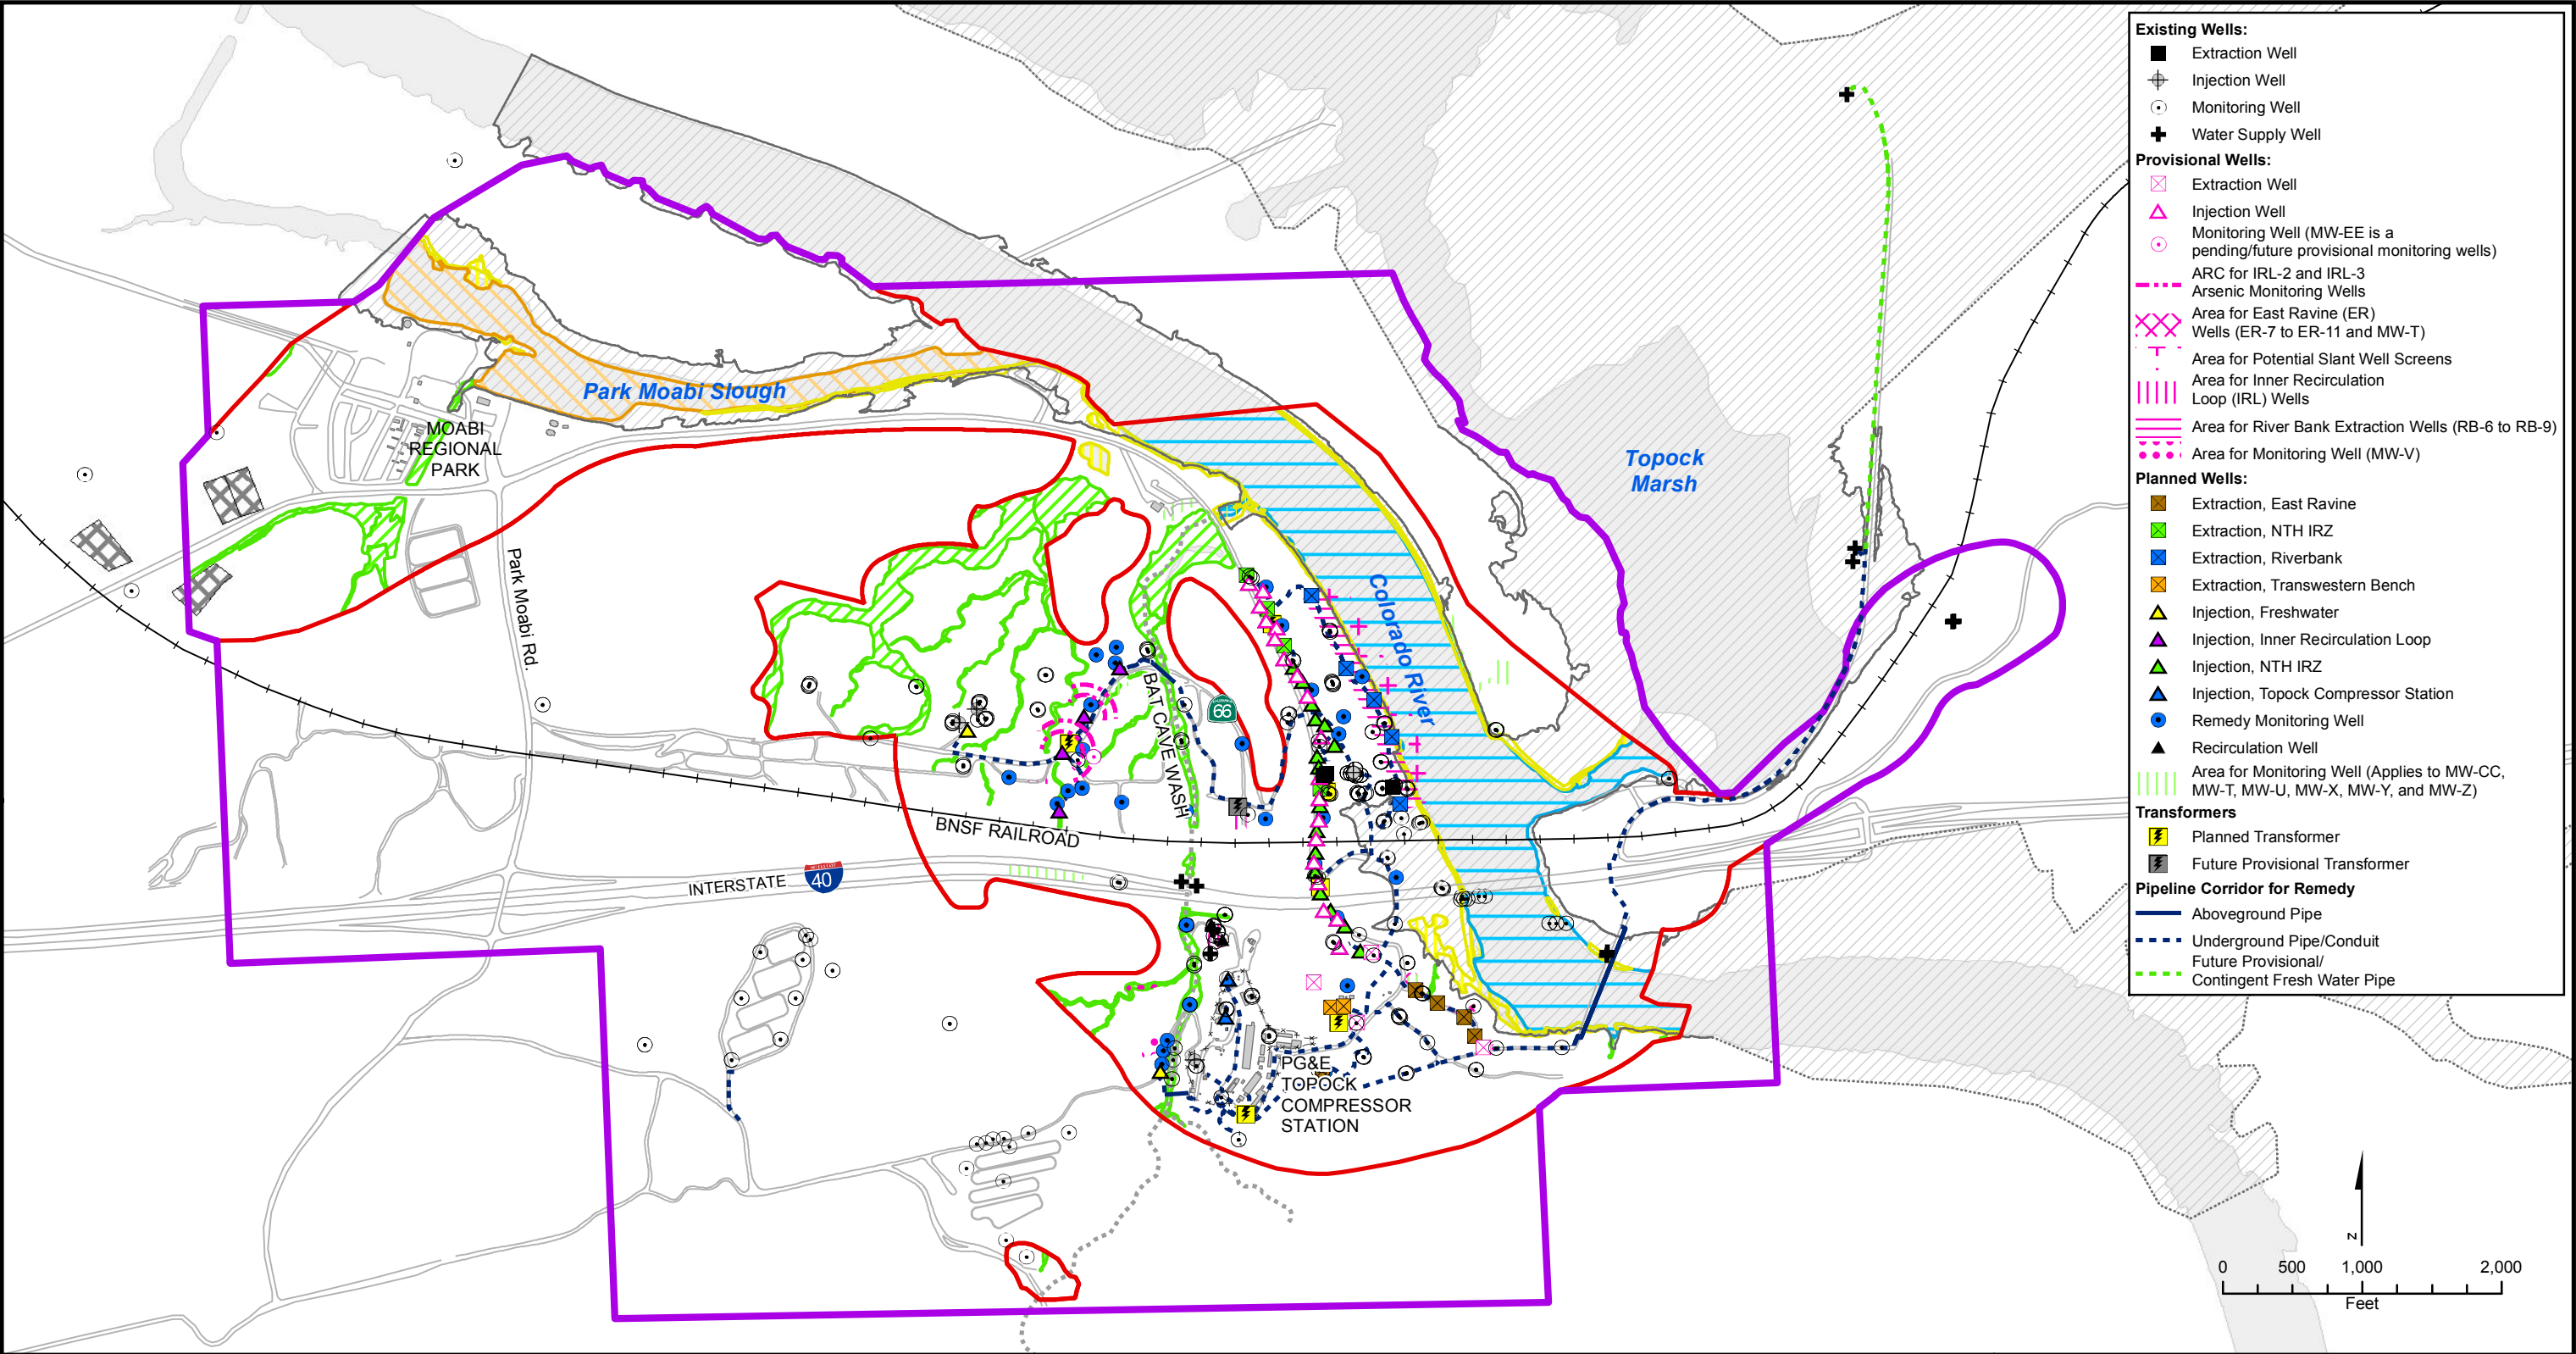 Existing Wells:
Extraction Well
Injection Well
Monitoring Well
Water Supply Well
Provisional Wells:
Extraction Well
Injection Well
Monitoring Well (MW-EE is a
pending/future provisional monitoring wells)
ARC for IRL-2 and IRL-3
Arsenic Monitoring Wells
Area for East Ravine (ER)
Wells (ER-7 to ER-11 and MW-T)
Area for Potential Slant Well Screens
Area for Inner Recirculation
Loop (IRL) Wells
Area for River Bank Extraction Wells (RB-6 to RB-9)
Area for Monitoring Well (MW-V)
Planned Wells:
Extraction, East Ravine
Extraction, NTH IRZ
Extraction, Riverbank
Extraction, Transwestern Bench
Injection, Freshwater
Injection, Inner Recirculation Loop
Injection, NTH IRZ
Injection, Topock Compressor Station
Remedy Monitoring Well
Recirculation Well
Area for Monitoring Well (Applies to MW-CC,
MW-T, MW-U, MW-X, MW-Y, and MW-Z)
Transformers
Planned Transformer
Future Provisional Transformer
Pipeline Corridor for Remedy
Aboveground Pipe
Underground Pipe/Conduit
Future Provisional/
Contingent Fresh Water Pipe
Park Moabi Slough
MOABI
REGIONAL
PARK
Topock
Marsh
Park Moabi Rd.
Colorado River
BAT CAVE WASH
66
BNSF RAILROAD
INTERSTATE
40
PG&E
TOPOCK
COMPRESSOR
STATION
N
0 500 1,000 2,000
Feet